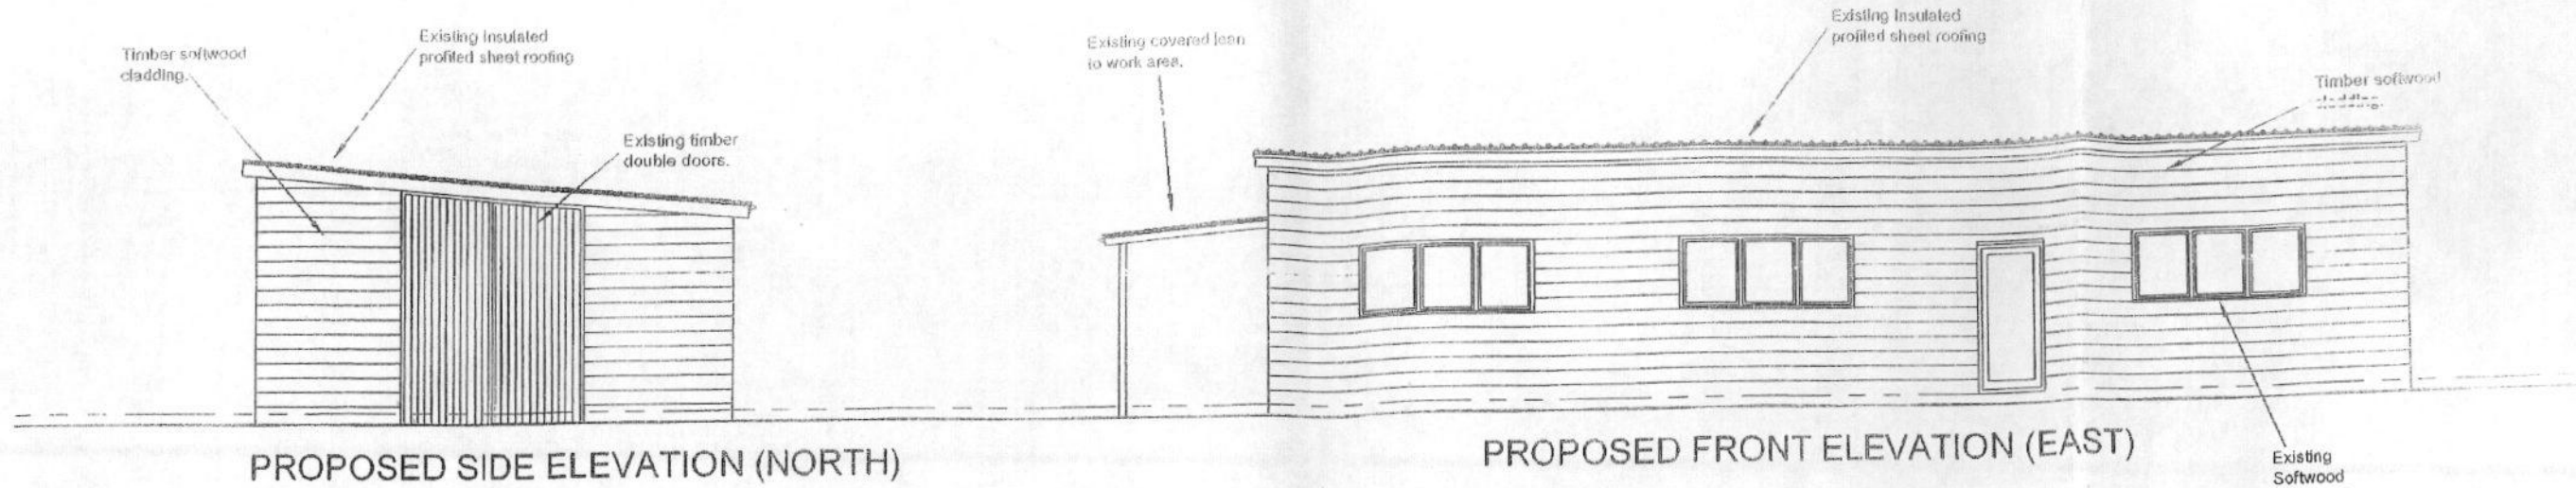 Timber softwood
cladding.
Existing Insulated
profiled sheet roofing
Existing timber
double doors.
PROPOSED SIDE ELEVATION (NORTH)
Existing covered lean
to work area.
Existing Insulated
profiled sheet roofing
Timber softwood
cladding.
PROPOSED FRONT ELEVATION (EAST)
Existing
Softwood